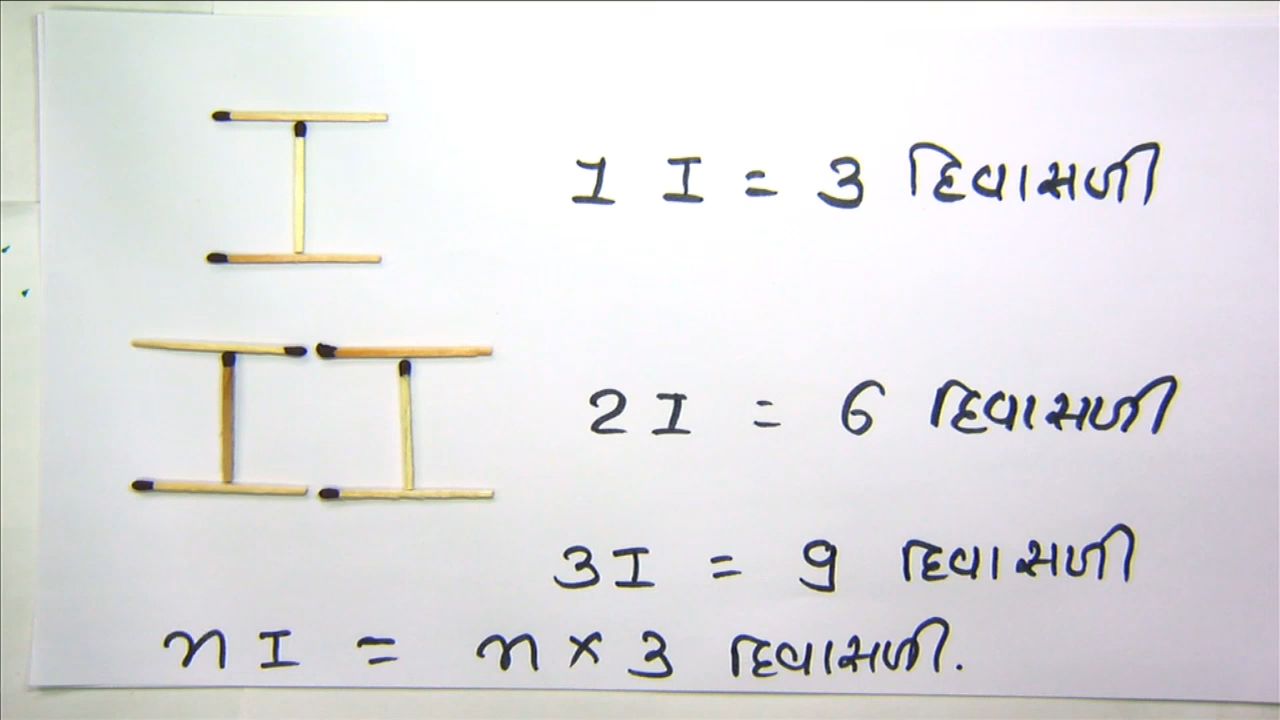 1 I = 3 દિવાસળી
2 I = 6 દિવાસળી
3 I = 9 દિવાસળી
n I = n × 3 દિવાસળી.